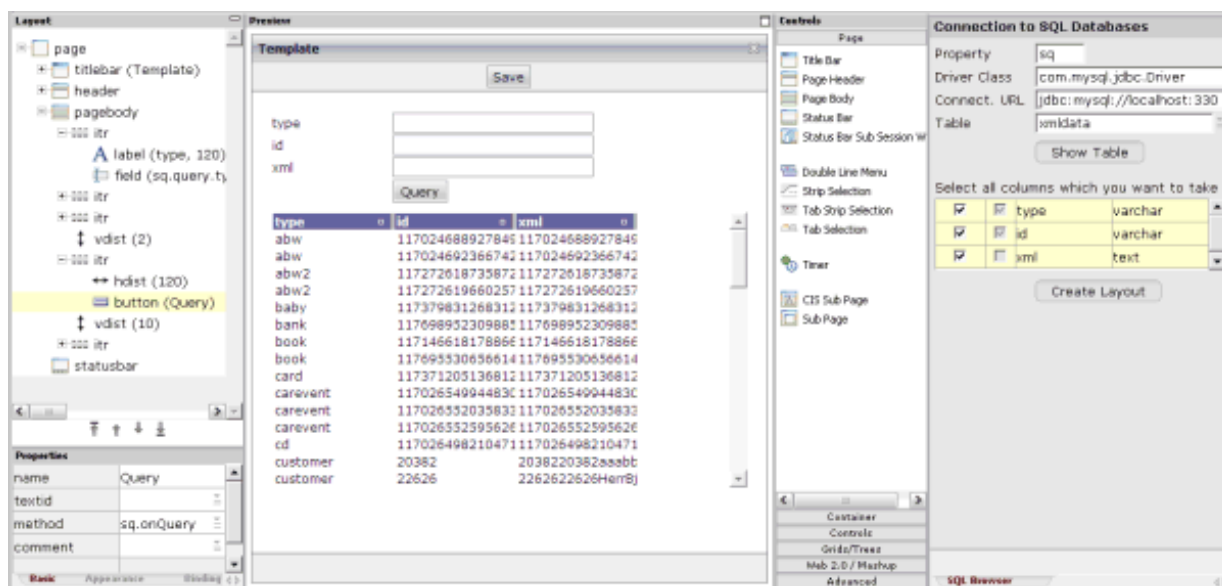 Layout
page
titlebar (Template)
header
pagebody
itr
label (type, 120)
field (sq.query.ty
itr
itr
vdist (2)
itr
hdist (120)
button (Query)
vdist (10)
itr
statusbar
Properties
name Query
textid
method sq.onQuery
comment
Basic Appearance Binding
Preview
Template
Save
type
id
xml
Query
type id xml
abw 117024688927849 117024688927849
abw 117024692366742 117024692366742
abw2 117272618735872 117272618735872
abw2 117272619660257 117272619660257
baby 117379831268312 117379831268312
bank 117698952309885 117698952309885
book 117146618178866 117146618178866
book 117695530656614 117695530656614
card 117371205136812 117371205136812
carevent 117026549944830 117026549944830
carevent 117026552035833 117026552035833
carevent 117026552595626 117026552595626
cd 1170264982104711 170264982104711
customer 20382 2038220382aaabb
customer 22626 2262622626HerrBj
Controls
Page
Title Bar
Page Header
Page Body
Status Bar
Status Bar Sub Session W
Double Line Menu
Strip Selection
Tab Strip Selection
Tab Selection
Timer
CIS Sub Page
Sub Page
Container
Controls
Grids/Trees
Web 2.0 / Mashup
Advanced
Connection to SQL Databases
Property sq
Driver Class com.mysql.jdbc.Driver
Connect. URL jdbc:mysql://localhost:330
Table xmldata
Show Table
Select all columns which you want to take
type varchar
id varchar
xml text
Create Layout
SQL Browser